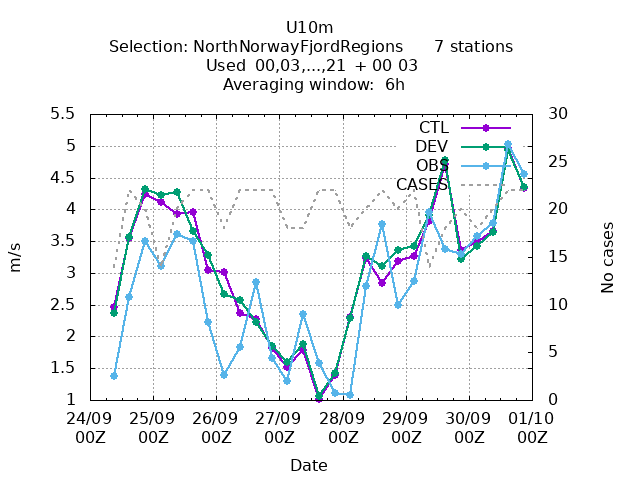 U10m
Selection: NorthNorwayFjordRegions 7 stations
Used 00,03,...,21 + 00 03
Averaging window: 6h
5.5
5
4.5
4
3.5
3
2.5
2
1.5
1
m/s
30
25
20
15
10
5
0
No cases
CTL
DEV
OBS
CASES
24/09 25/09 26/09 27/09 28/09 29/09 30/09 01/10
00Z 00Z 00Z 00Z 00Z 00Z 00Z 00Z
Date